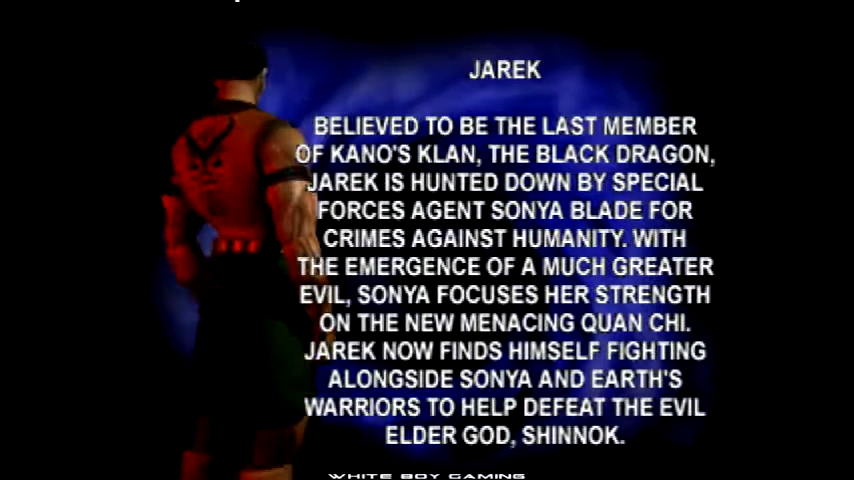 JAREK
BELIEVED TO BE THE LAST MEMBER
OF KANO'S KLAN, THE BLACK DRAGON,
JAREK IS HUNTED DOWN BY SPECIAL
FORCES AGENT SONYA BLADE FOR
CRIMES AGAINST HUMANITY. WITH
THE EMERGENCE OF A MUCH GREATER
EVIL, SONYA FOCUSES HER STRENGTH
ON THE NEW MENACING QUAN CHI.
JAREK NOW FINDS HIMSELF FIGHTING
ALONGSIDE SONYA AND EARTH'S
WARRIORS TO HELP DEFEAT THE EVIL
ELDER GOD, SHINNOK.
WHITE BOY GAMING